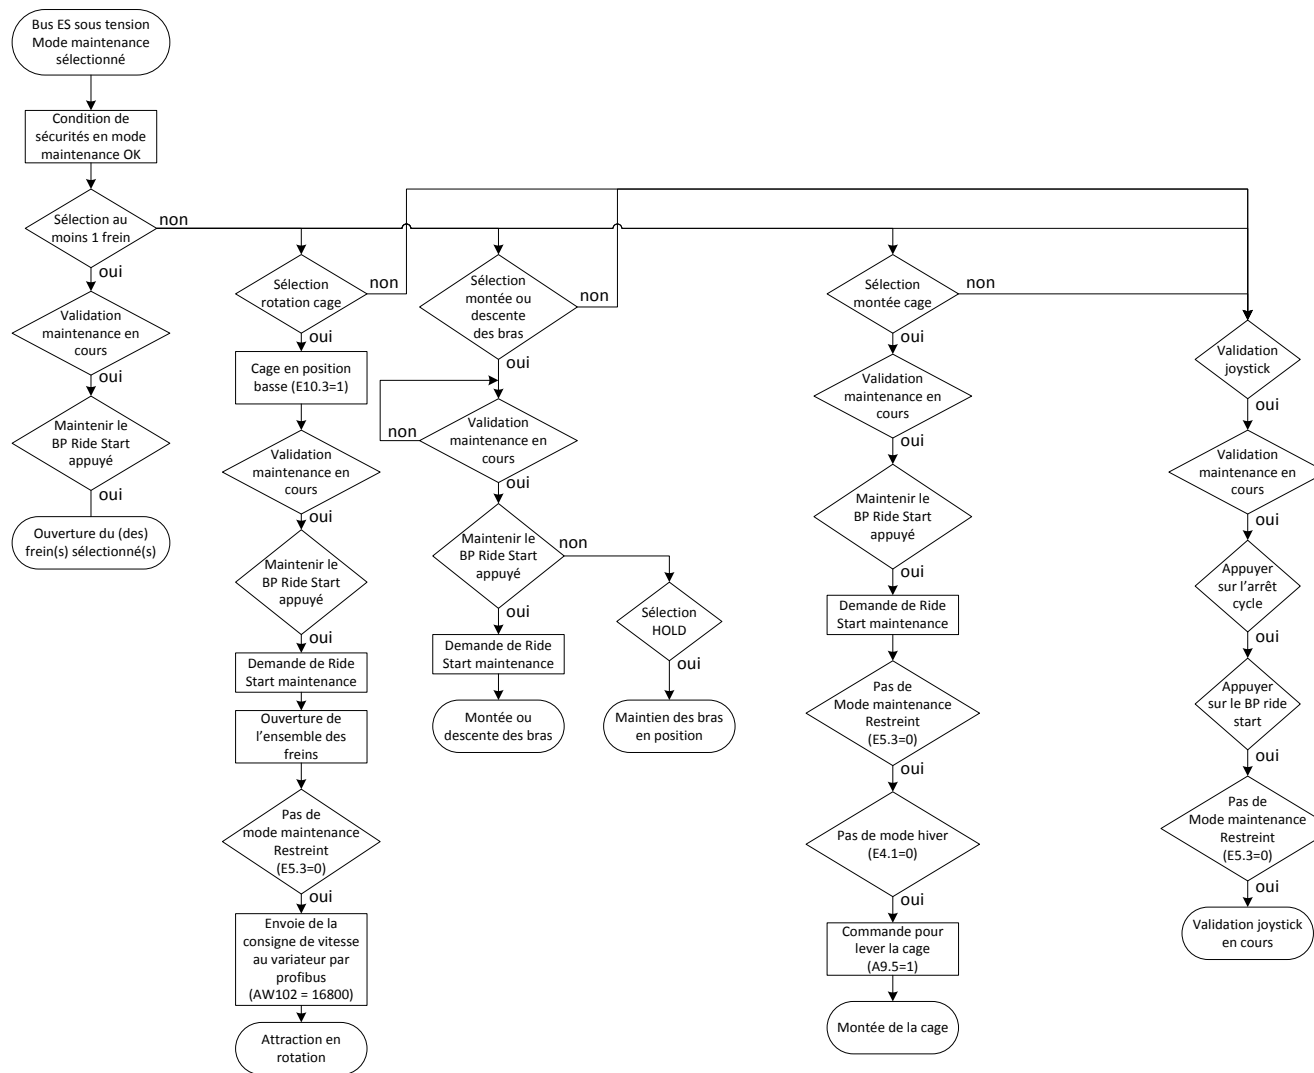 Bus ES sous tension
Mode maintenance
sélectionné
Condition de
sécurités en mode
maintenance OK
Sélection au
moins 1 frein
non
oui
Validation
maintenance en
cours
oui
Maintenir le
BP Ride Start
appuyé
oui
Ouverture du (des)
frein(s) sélectionné(s)
Sélection
rotation cage
non
oui
Cage en position
basse (E10.3=1)
Validation
maintenance en
cours
oui
Maintenir le
BP Ride Start
appuyé
oui
Demande de Ride
Start maintenance
Ouverture de
l'ensemble des
freins
Pas de
mode maintenance
Restreint
(E5.3=0)
oui
Envoie de la
consigne de vitesse
au variateur par
profibus
(AW102 = 16800)
Attraction en
rotation
Sélection
montée ou
descente
des bras
non
oui
Validation
maintenance en
cours
non
oui
Maintenir le
BP Ride Start
appuyé
non
oui
Demande de Ride
Start maintenance
Montée ou
descente des bras
Sélection
HOLD
oui
Maintien des bras
en position
Sélection
montée cage
non
oui
Validation
maintenance en
cours
oui
Maintenir le
BP Ride Start
appuyé
oui
Demande de Ride
Start maintenance
Pas de
Mode maintenance
Restreint
(E5.3=0)
oui
Pas de mode hiver
(E4.1=0)
oui
Commande pour
lever la cage
(A9.5=1)
Montée de la cage
Validation
joystick
oui
Validation
maintenance en
cours
oui
Appuyer
sur l'arrêt
cycle
oui
Appuyer
sur le BP ride
start
oui
Pas de
Mode maintenance
Restreint
(E5.3=0)
oui
Validation joystick
en cours